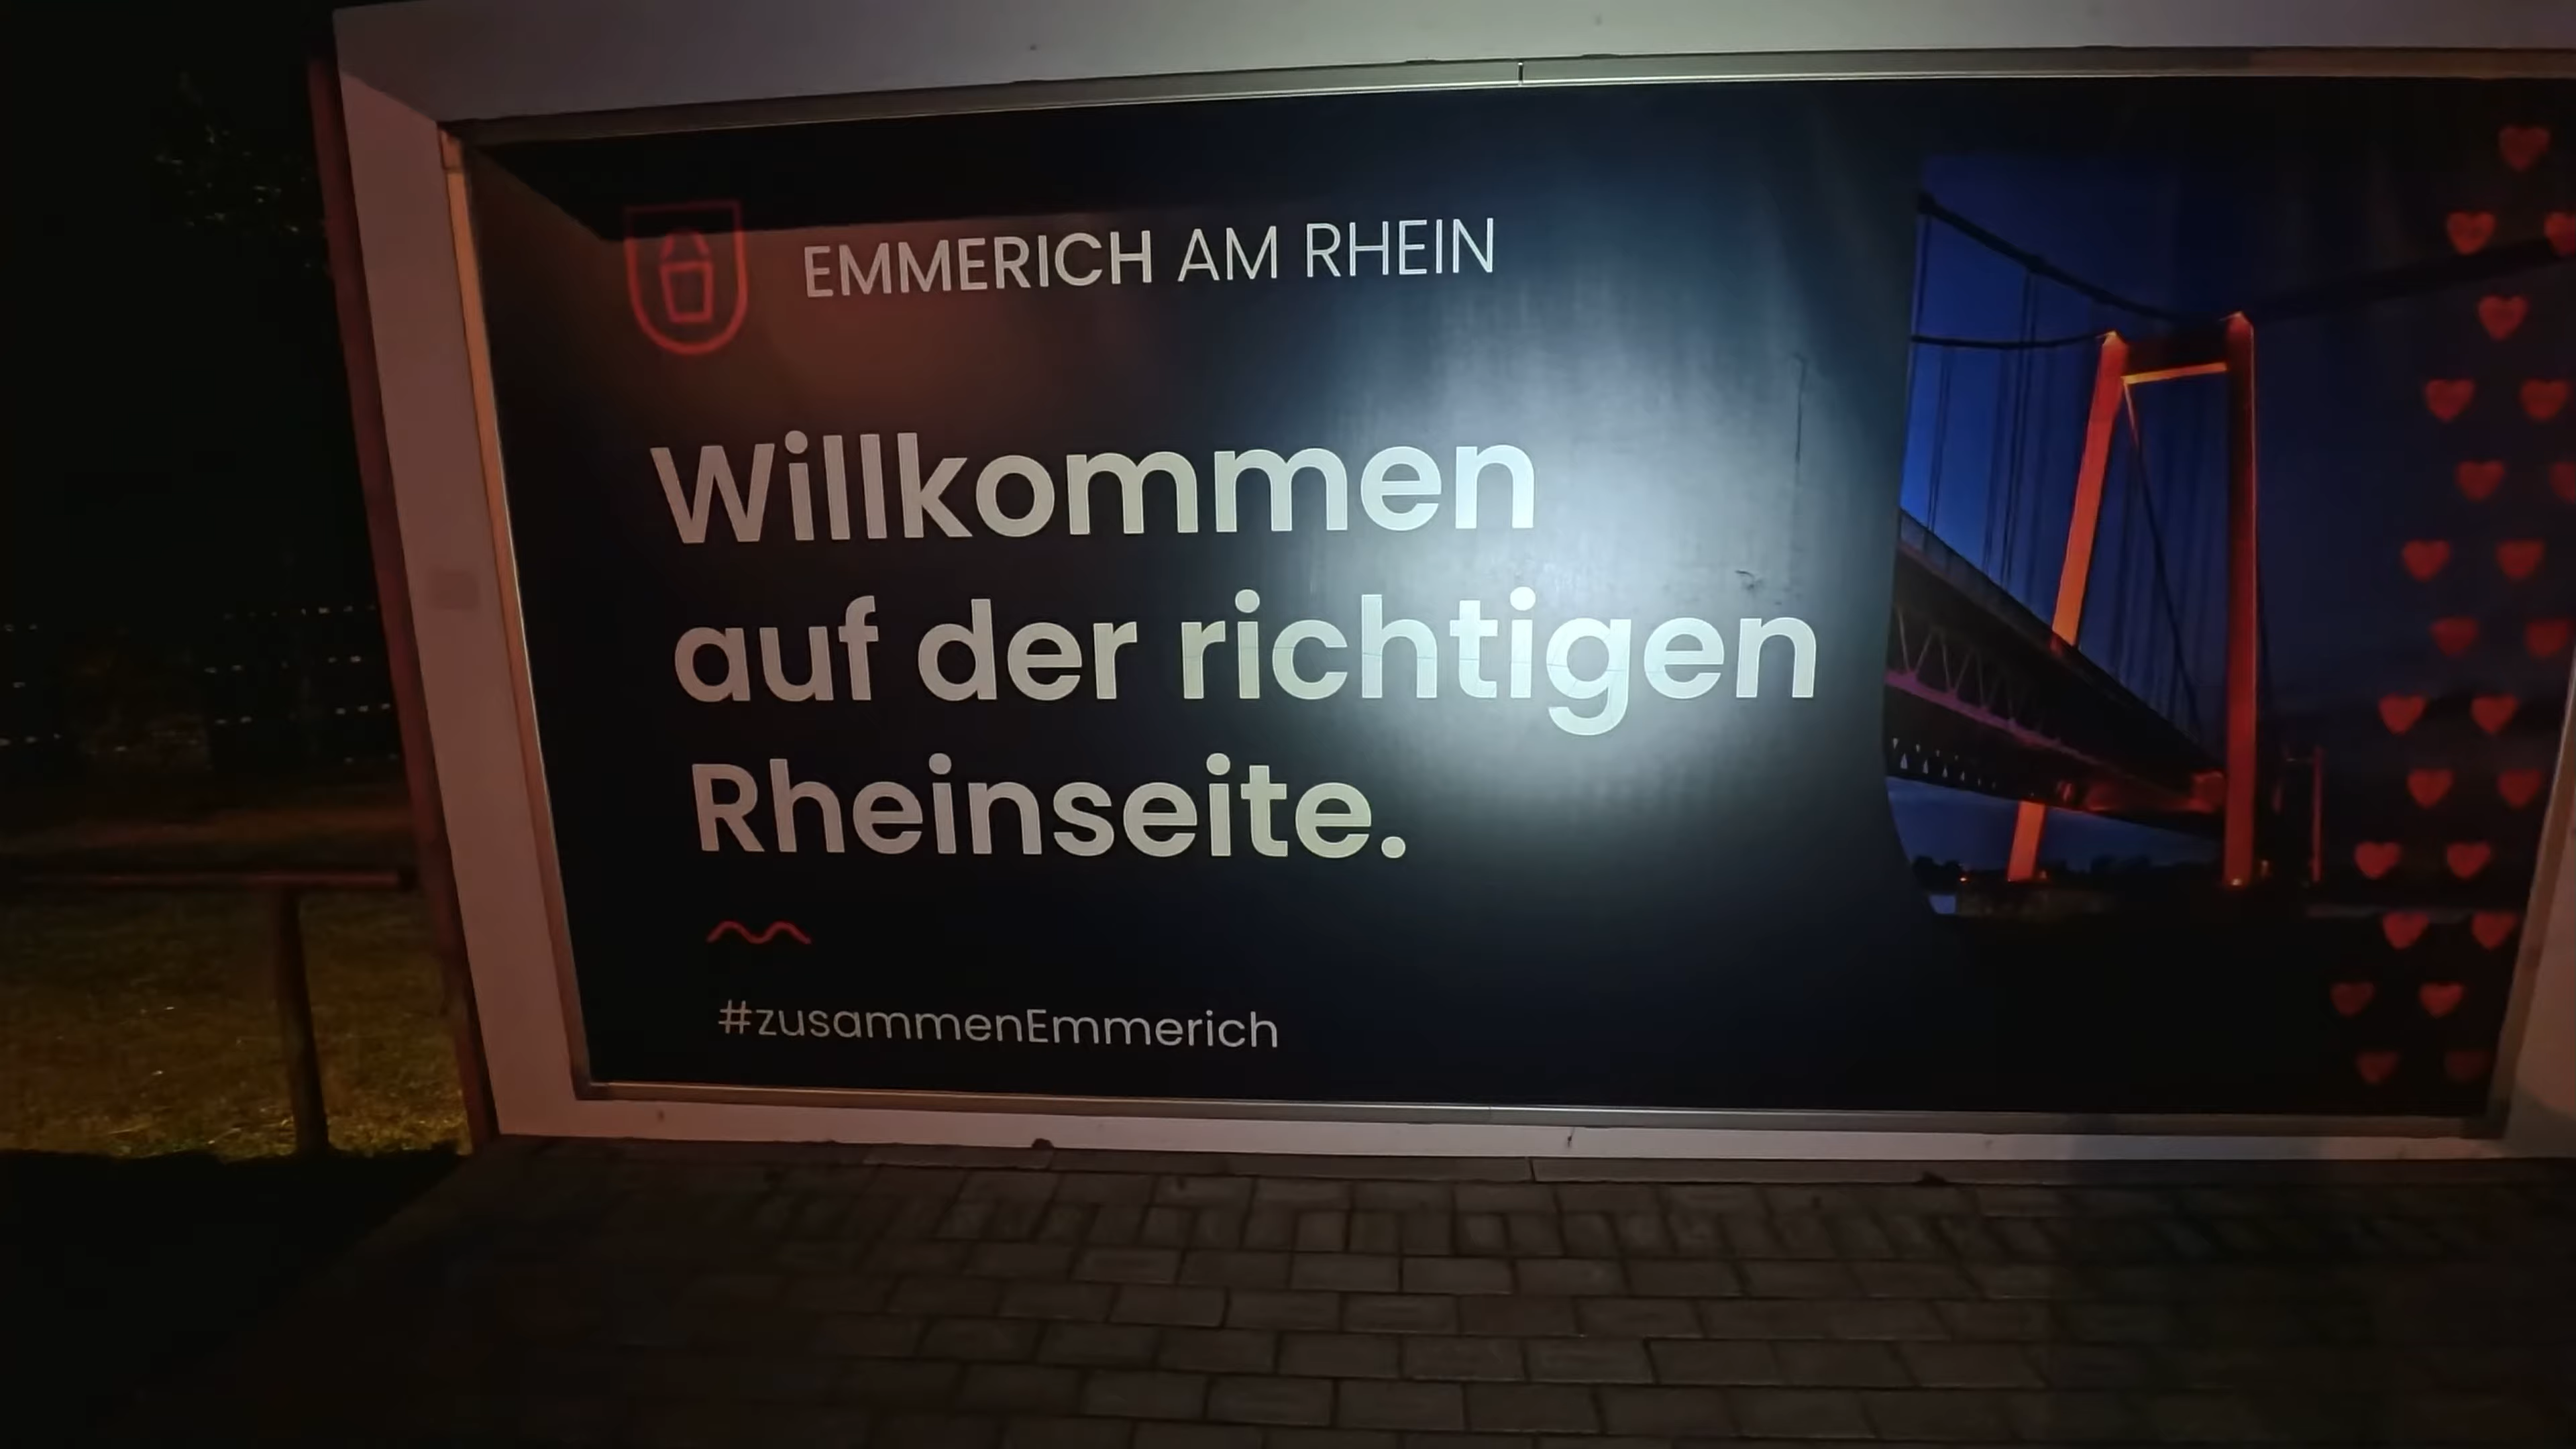 EMMERICH AM RHEIN
Willkommen
auf der richtigen
Rheinseite.
#zusammenEmmerich